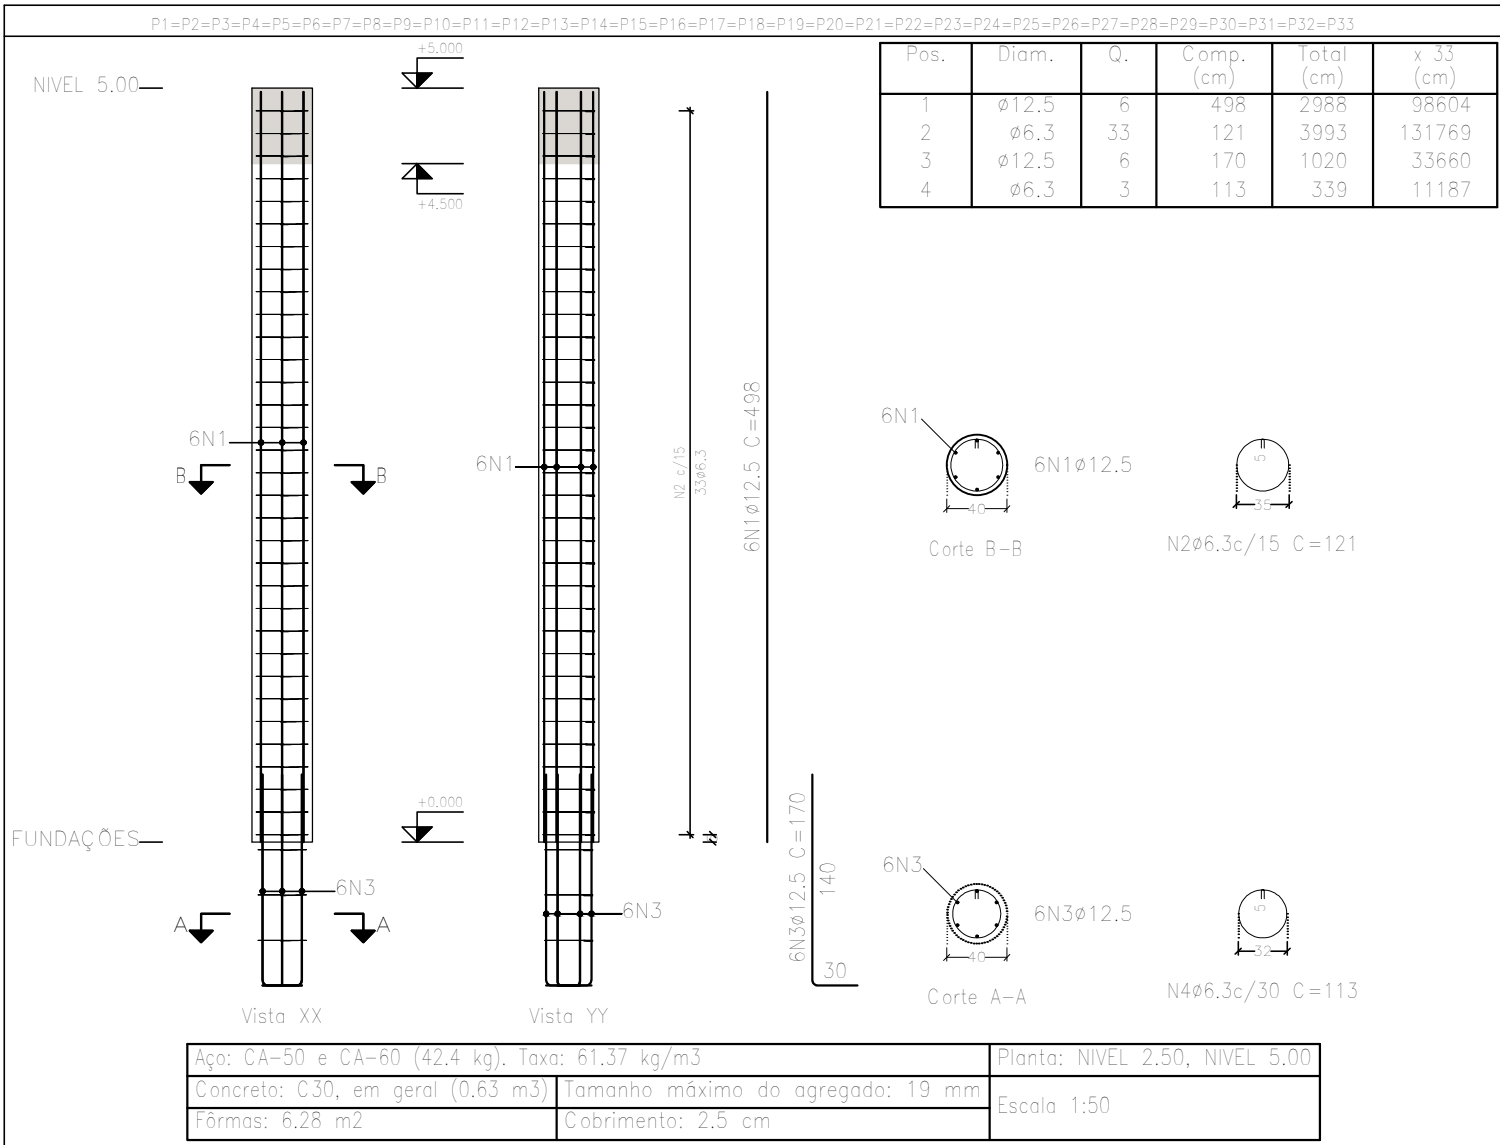 P1=P2=P3=P4=P5=P6=P7=P8=P9=P10=P11=P12=P13=P14=P15=P16=P17=P18=P19=P20=P21=P22=P23=P24=P25=P26=P27=P28=P29=P30=P31=P32=P33
Pos. Diam. Q. Comp. (cm) Total (cm) x 33 (cm)
1 ø12.5 6 498 2988 98604
2 ø6.3 33 121 3993 131769
3 ø12.5 6 170 1020 33660
4 ø6.3 3 113 339 11187
NIVEL 5.00
+5.000
+4.500
6N1
B B
6N1
N2 c/15
33ø6.3
6N1ø12.5 C=498
6N1
6N1ø12.5
40
Corte B-B
5
35
N2ø6.3c/15 C=121
+0.000
FUNDAÇÕES
6N3
A A
6N3
6N3ø12.5 C=170
140
30
6N3
6N3ø12.5
40
Corte A-A
5
32
N4ø6.3c/30 C=113
Vista XX
Vista YY
Aço: CA-50 e CA-60 (42.4 kg). Taxa: 61.37 kg/m3
Planta: NIVEL 2.50, NIVEL 5.00
Concreto: C30, em geral (0.63 m3)
Tamanho máximo do agregado: 19 mm
Escala 1:50
Fôrmas: 6.28 m2
Cobrimento: 2.5 cm